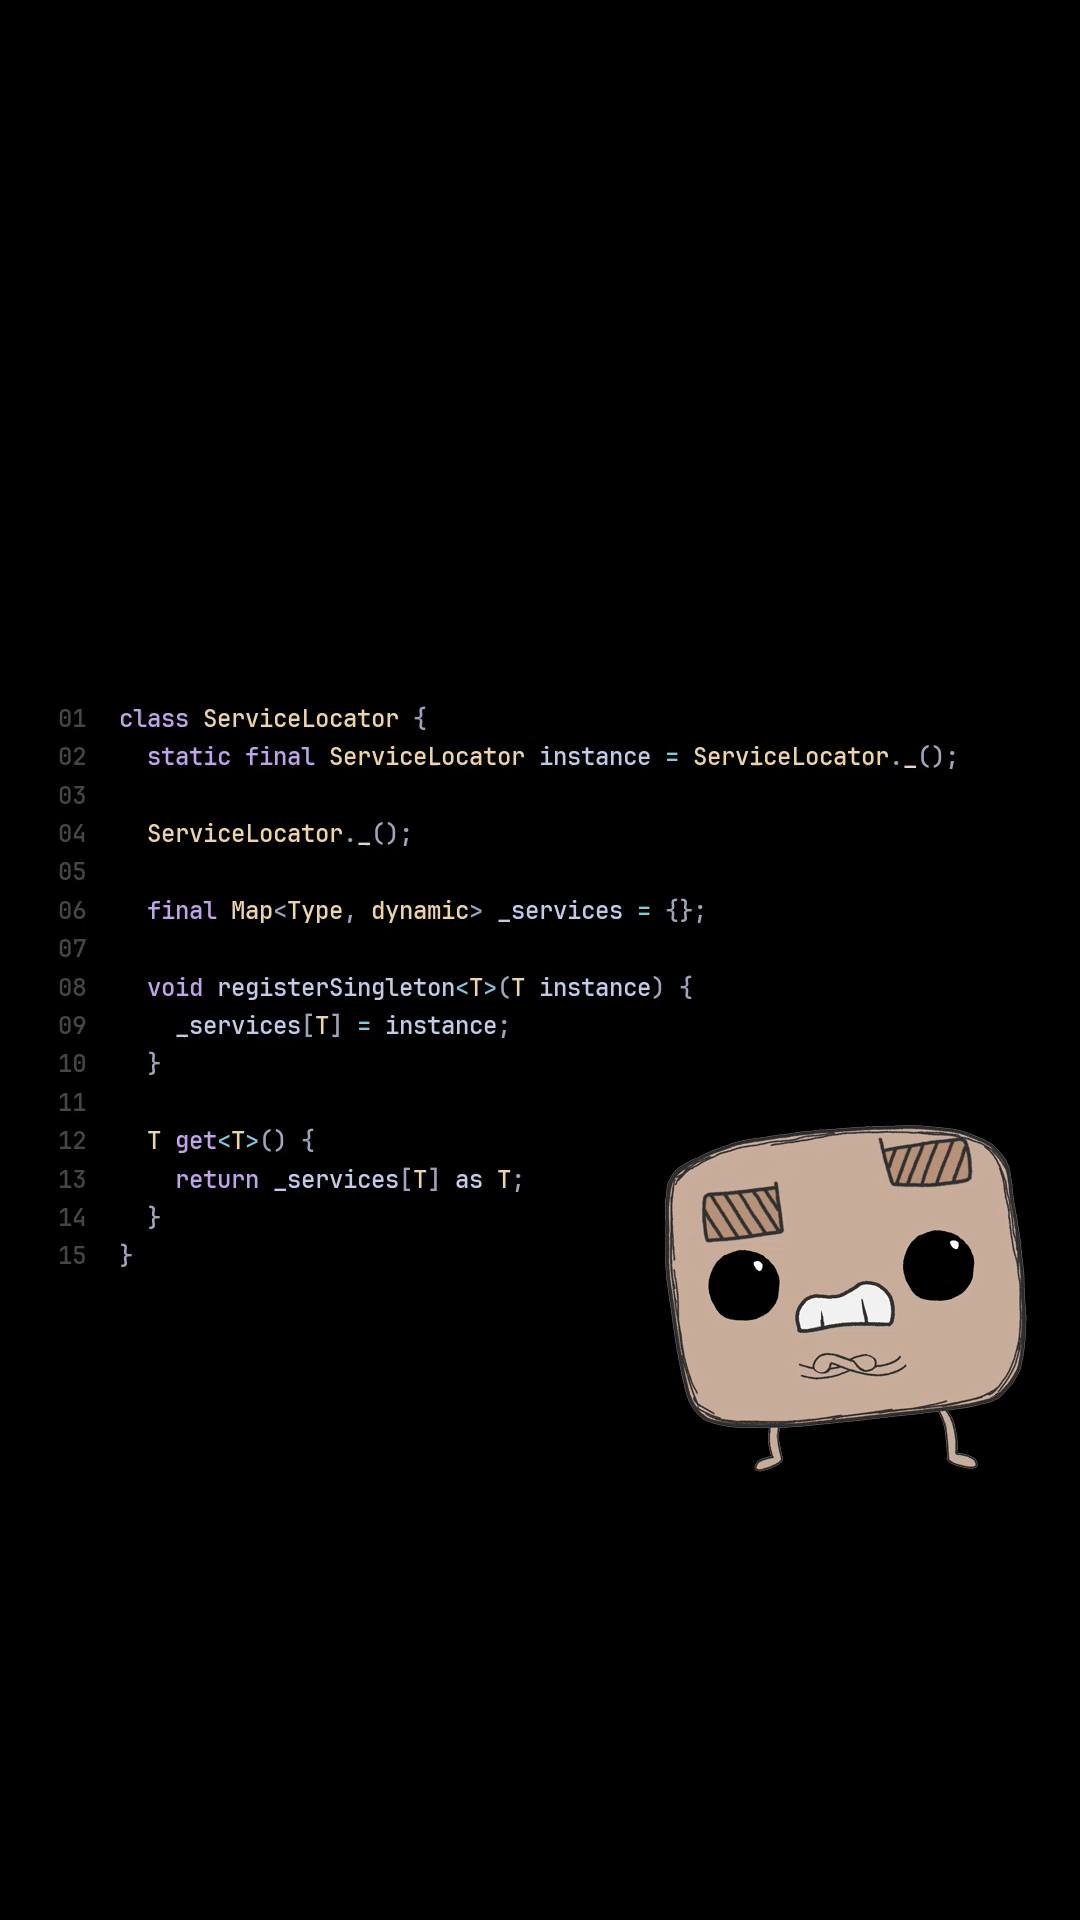 01 class ServiceLocator {
02   static final ServiceLocator instance = ServiceLocator._();
03
04   ServiceLocator._();
05
06   final Map<Type, dynamic> _services = {};
07
08   void registerSingleton<T>(T instance) {
09     _services[T] = instance;
10   }
11
12   T get<T>() {
13     return _services[T] as T;
14   }
15 }